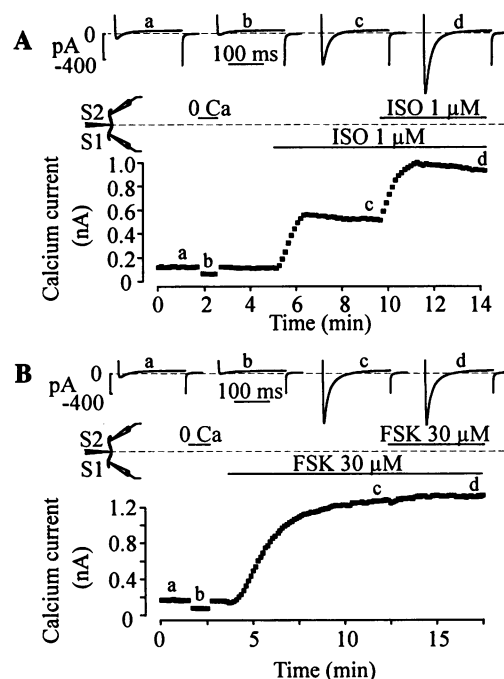 A
pA
0
-400
a
b
c
d
100 ms
S2
S1
0 Ca
ISO 1 µM
ISO 1 µM
Calcium current
(nA)
1.0
0.8
0.6
0.4
0.2
0
a
b
c
d
0 2 4 6 8 10 12 14
Time (min)
B
pA
0
-400
a
b
c
d
100 ms
S2
S1
0 Ca
FSK 30 µM
FSK 30 µM
Calcium current
(nA)
1.2
0.8
0.4
0
a
b
c
d
0 5 10 15
Time (min)